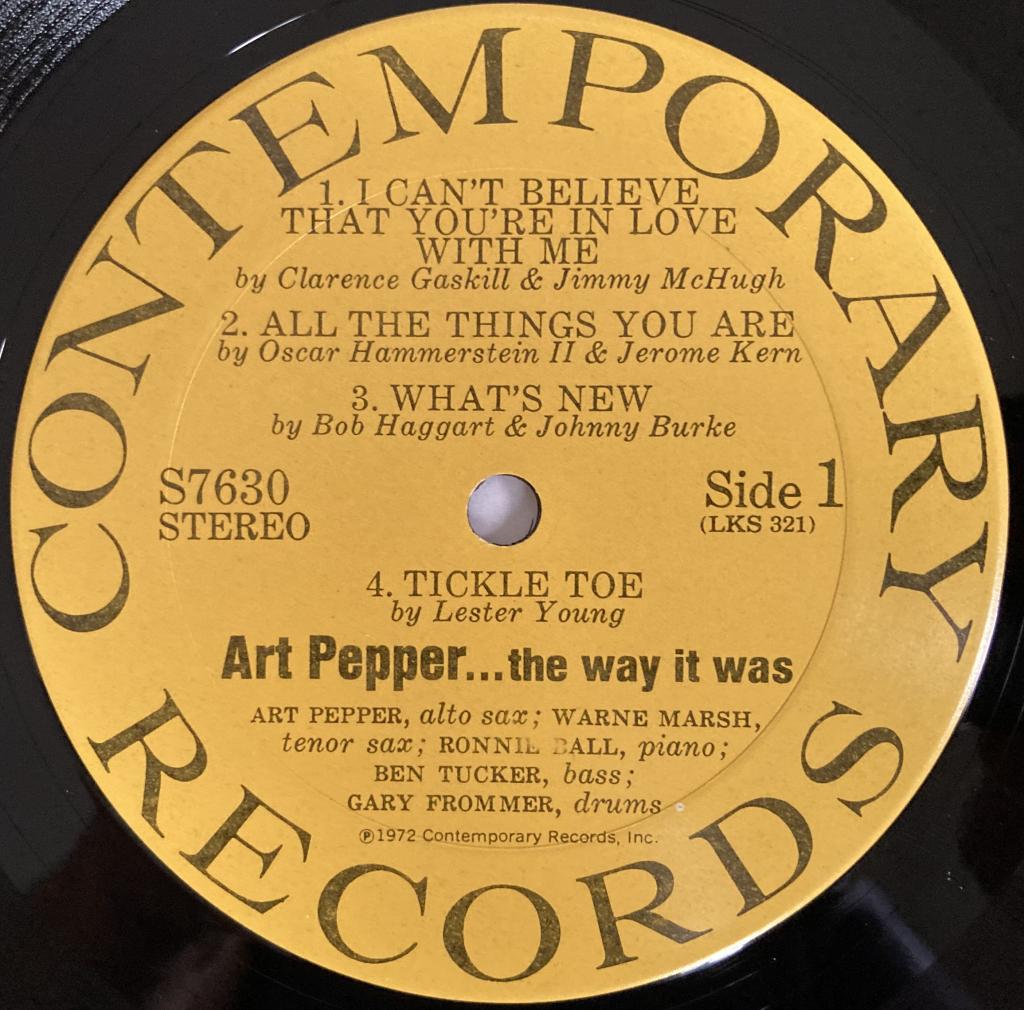 CONTEMPORARY
1. I CAN'T BELIEVE
THAT YOU'RE IN LOVE
WITH ME
by Clarence Gaskill & Jimmy McHugh
2. ALL THE THINGS YOU ARE
by Oscar Hammerstein II & Jerome Kern
3. WHAT'S NEW
by Bob Haggart & Johnny Burke
S7630
STEREO
Side 1
(LKS 321)
4. TICKLE TOE
by Lester Young
Art Pepper...the way it was
ART PEPPER, alto sax; WARNE MARSH,
tenor sax; RONNIE BALL, piano;
BEN TUCKER, bass;
GARY FROMMER, drums
℗1972 Contemporary Records, Inc.
RECORDS